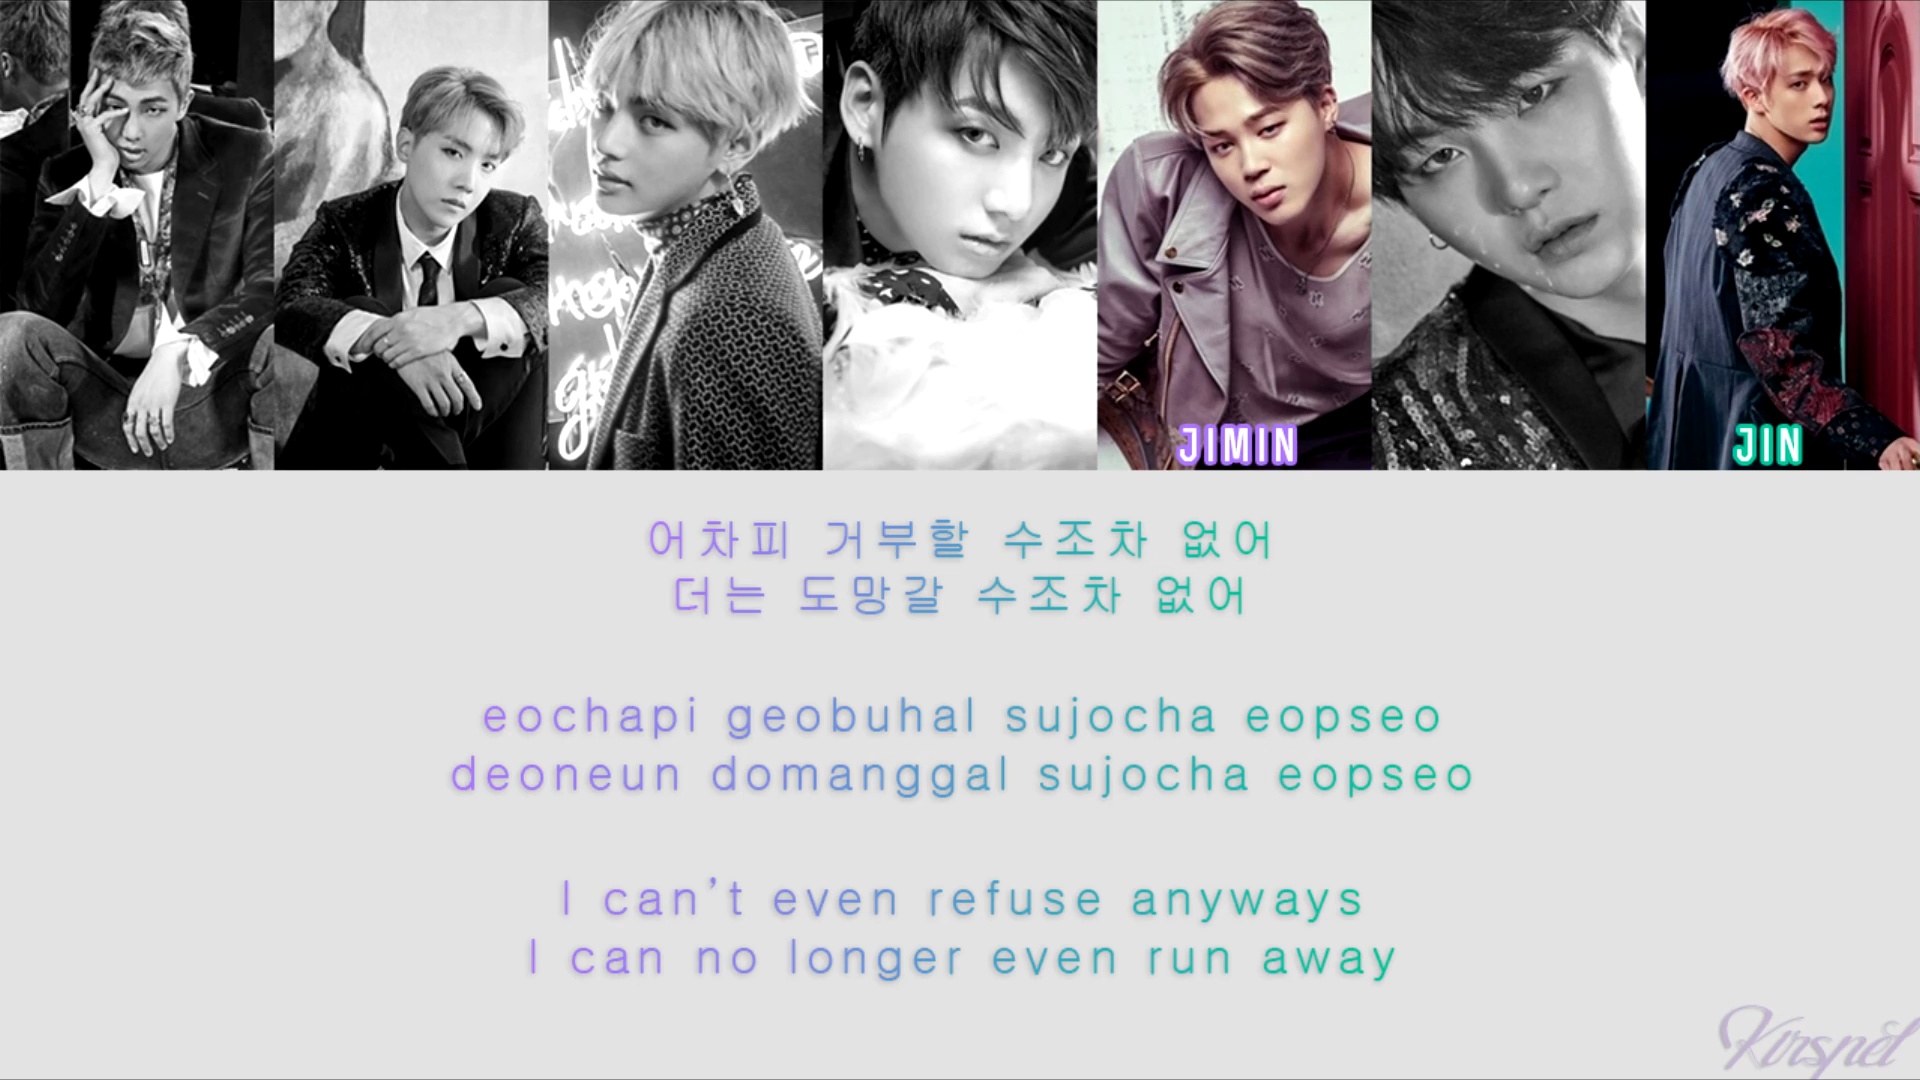 JIMIN
JIN
어차피 거부할 수조차 없어
더는 도망갈 수조차 없어
eochapi geobuhal sujocha eopseo
deoneun domanggal sujocha eopseo
I can’t even refuse anyways
I can no longer even run away
Kirspel